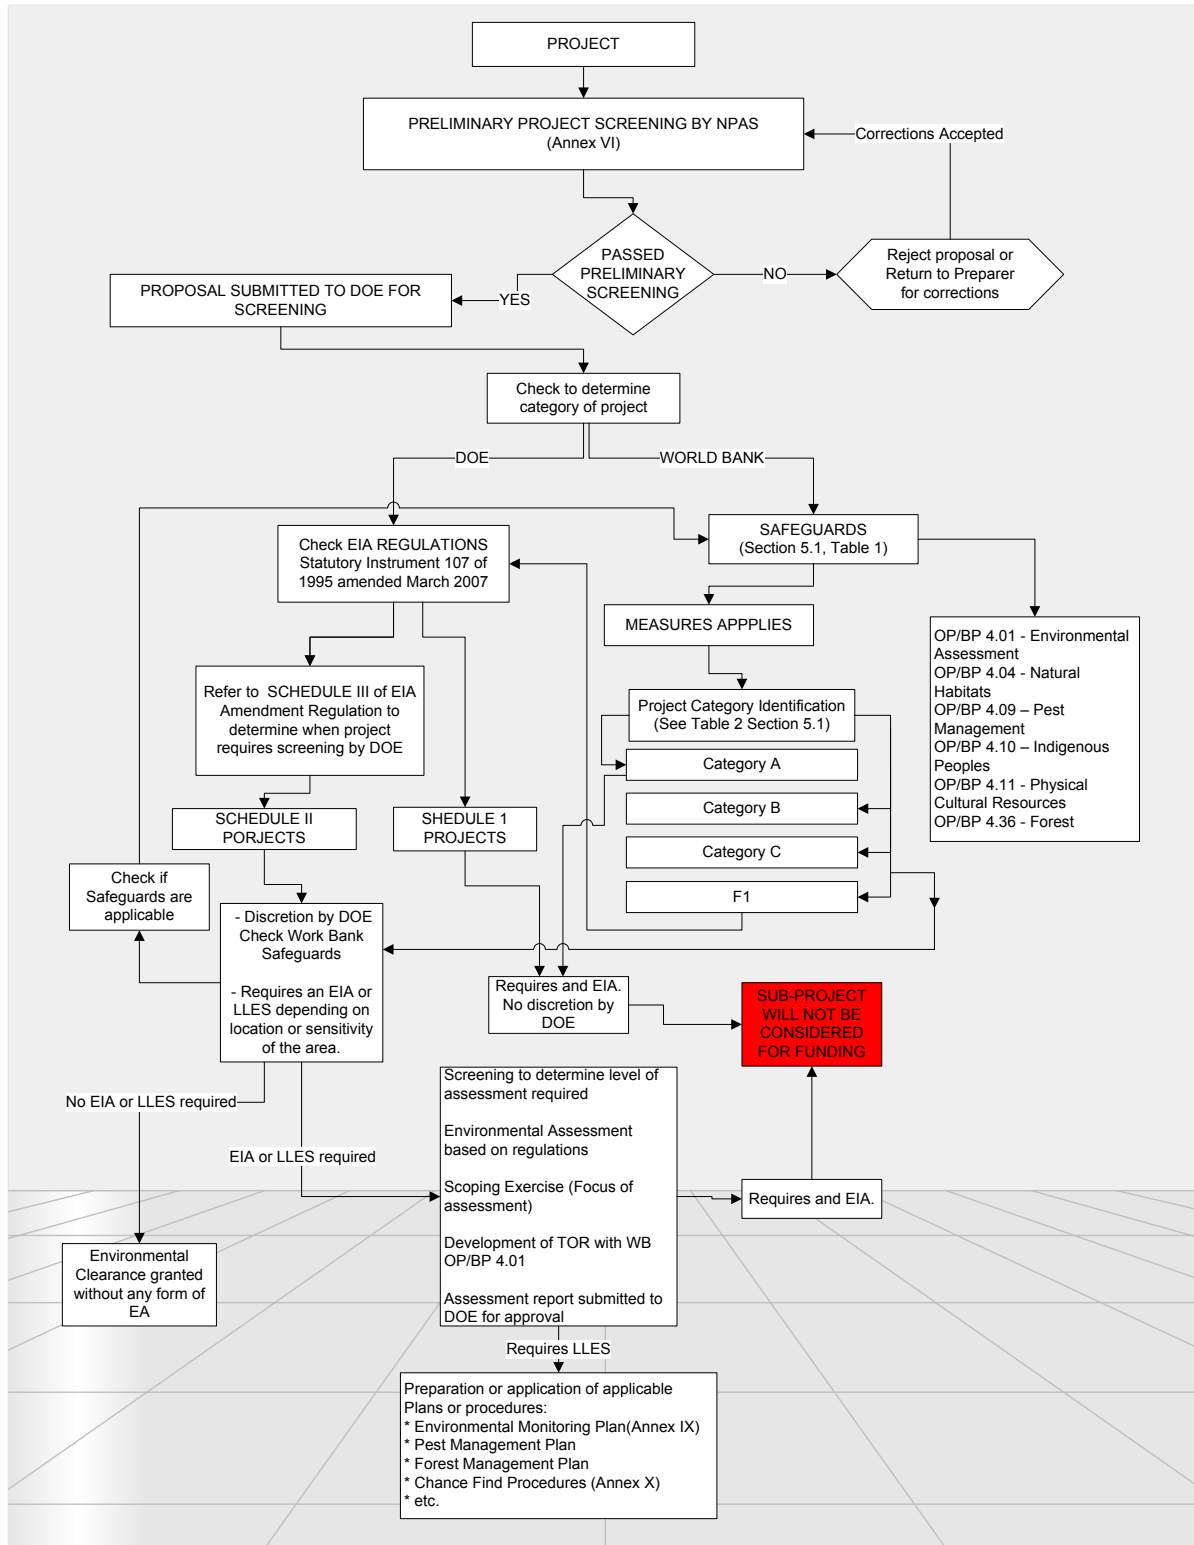 PROJECT
PRELIMINARY PROJECT SCREENING BY NPAS
(Annex VI)
Corrections Accepted
PASSED
PRELIMINARY
SCREENING
NO
Reject proposal or
Return to Preparer
for corrections
YES
PROPOSAL SUBMITTED TO DOE FOR
SCREENING
Check to determine
category of project
DOE
WORLD BANK
Check EIA REGULATIONS
Statutory Instrument 107 of
1995 amended March 2007
SAFEGUARDS
(Section 5.1, Table 1)
MEASURES APPPLIES
OP/BP 4.01 - Environmental
Assessment
OP/BP 4.04 - Natural
Habitats
OP/BP 4.09 – Pest
Management
OP/BP 4.10 – Indigenous
Peoples
OP/BP 4.11 - Physical
Cultural Resources
OP/BP 4.36 - Forest
Refer to SCHEDULE III of EIA
Amendment Regulation to
determine when project
requires screening by DOE
Project Category Identification
(See Table 2 Section 5.1)
Category A
Category B
Category C
F1
SCHEDULE II
PORJECTS
SHEDULE 1
PROJECTS
Check if
Safeguards are
applicable
- Discretion by DOE
Check Work Bank
Safeguards
- Requires an EIA or
LLES depending on
location or sensitivity
of the area.
Requires and EIA.
No discretion by
DOE
SUB-PROJECT
WILL NOT BE
CONSIDERED
FOR FUNDING
No EIA or LLES required
EIA or LLES required
Screening to determine level of
assessment required
Environmental Assessment
based on regulations
Scoping Exercise (Focus of
assessment)
Development of TOR with WB
OP/BP 4.01
Assessment report submitted to
DOE for approval
Requires and EIA.
Environmental
Clearance granted
without any form of
EA
Requires LLES
Preparation or application of applicable
Plans or procedures:
* Environmental Monitoring Plan(Annex IX)
* Pest Management Plan
* Forest Management Plan
* Chance Find Procedures (Annex X)
* etc.